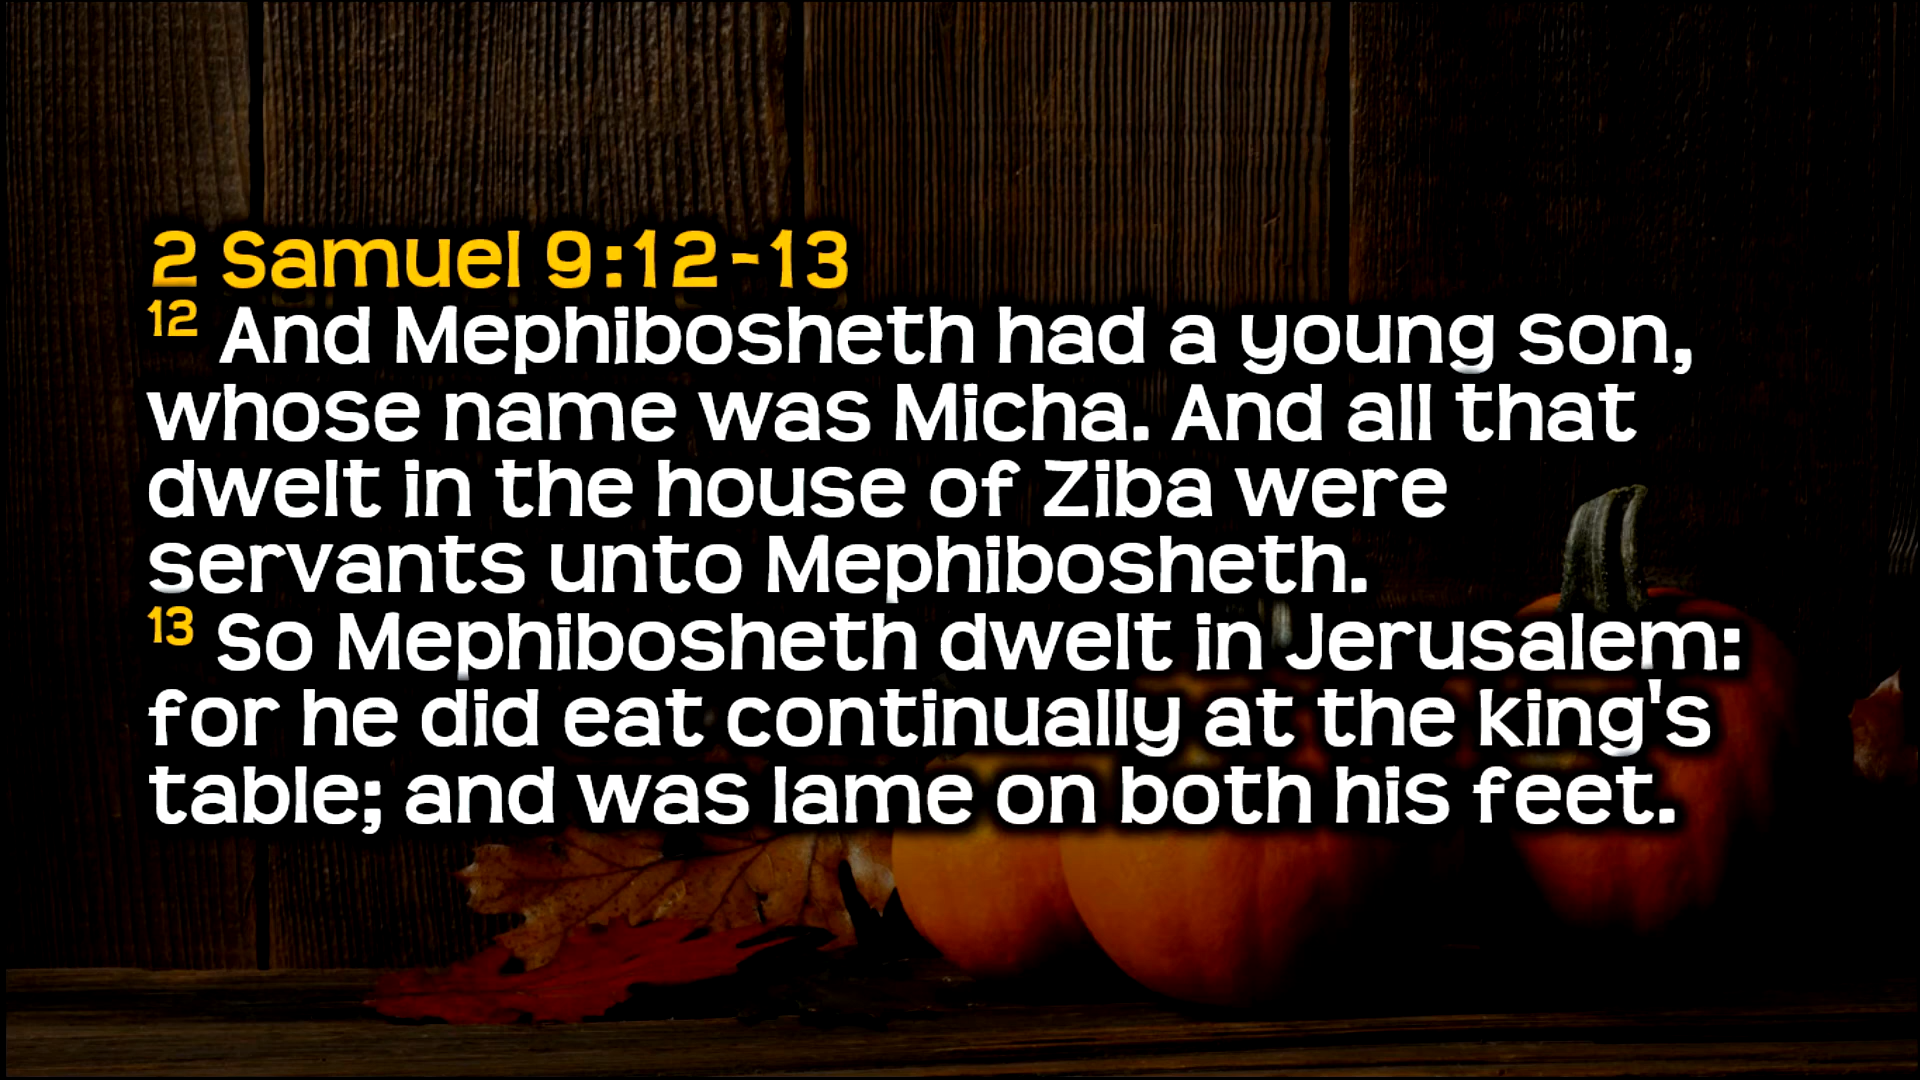 2 Samuel 9:12-13
12 And Mephibosheth had a young son,
whose name was Micha. And all that
dwelt in the house of Ziba were
servants unto Mephibosheth.
13 So Mephibosheth dwelt in Jerusalem:
for he did eat continually at the king's
table; and was lame on both his feet.